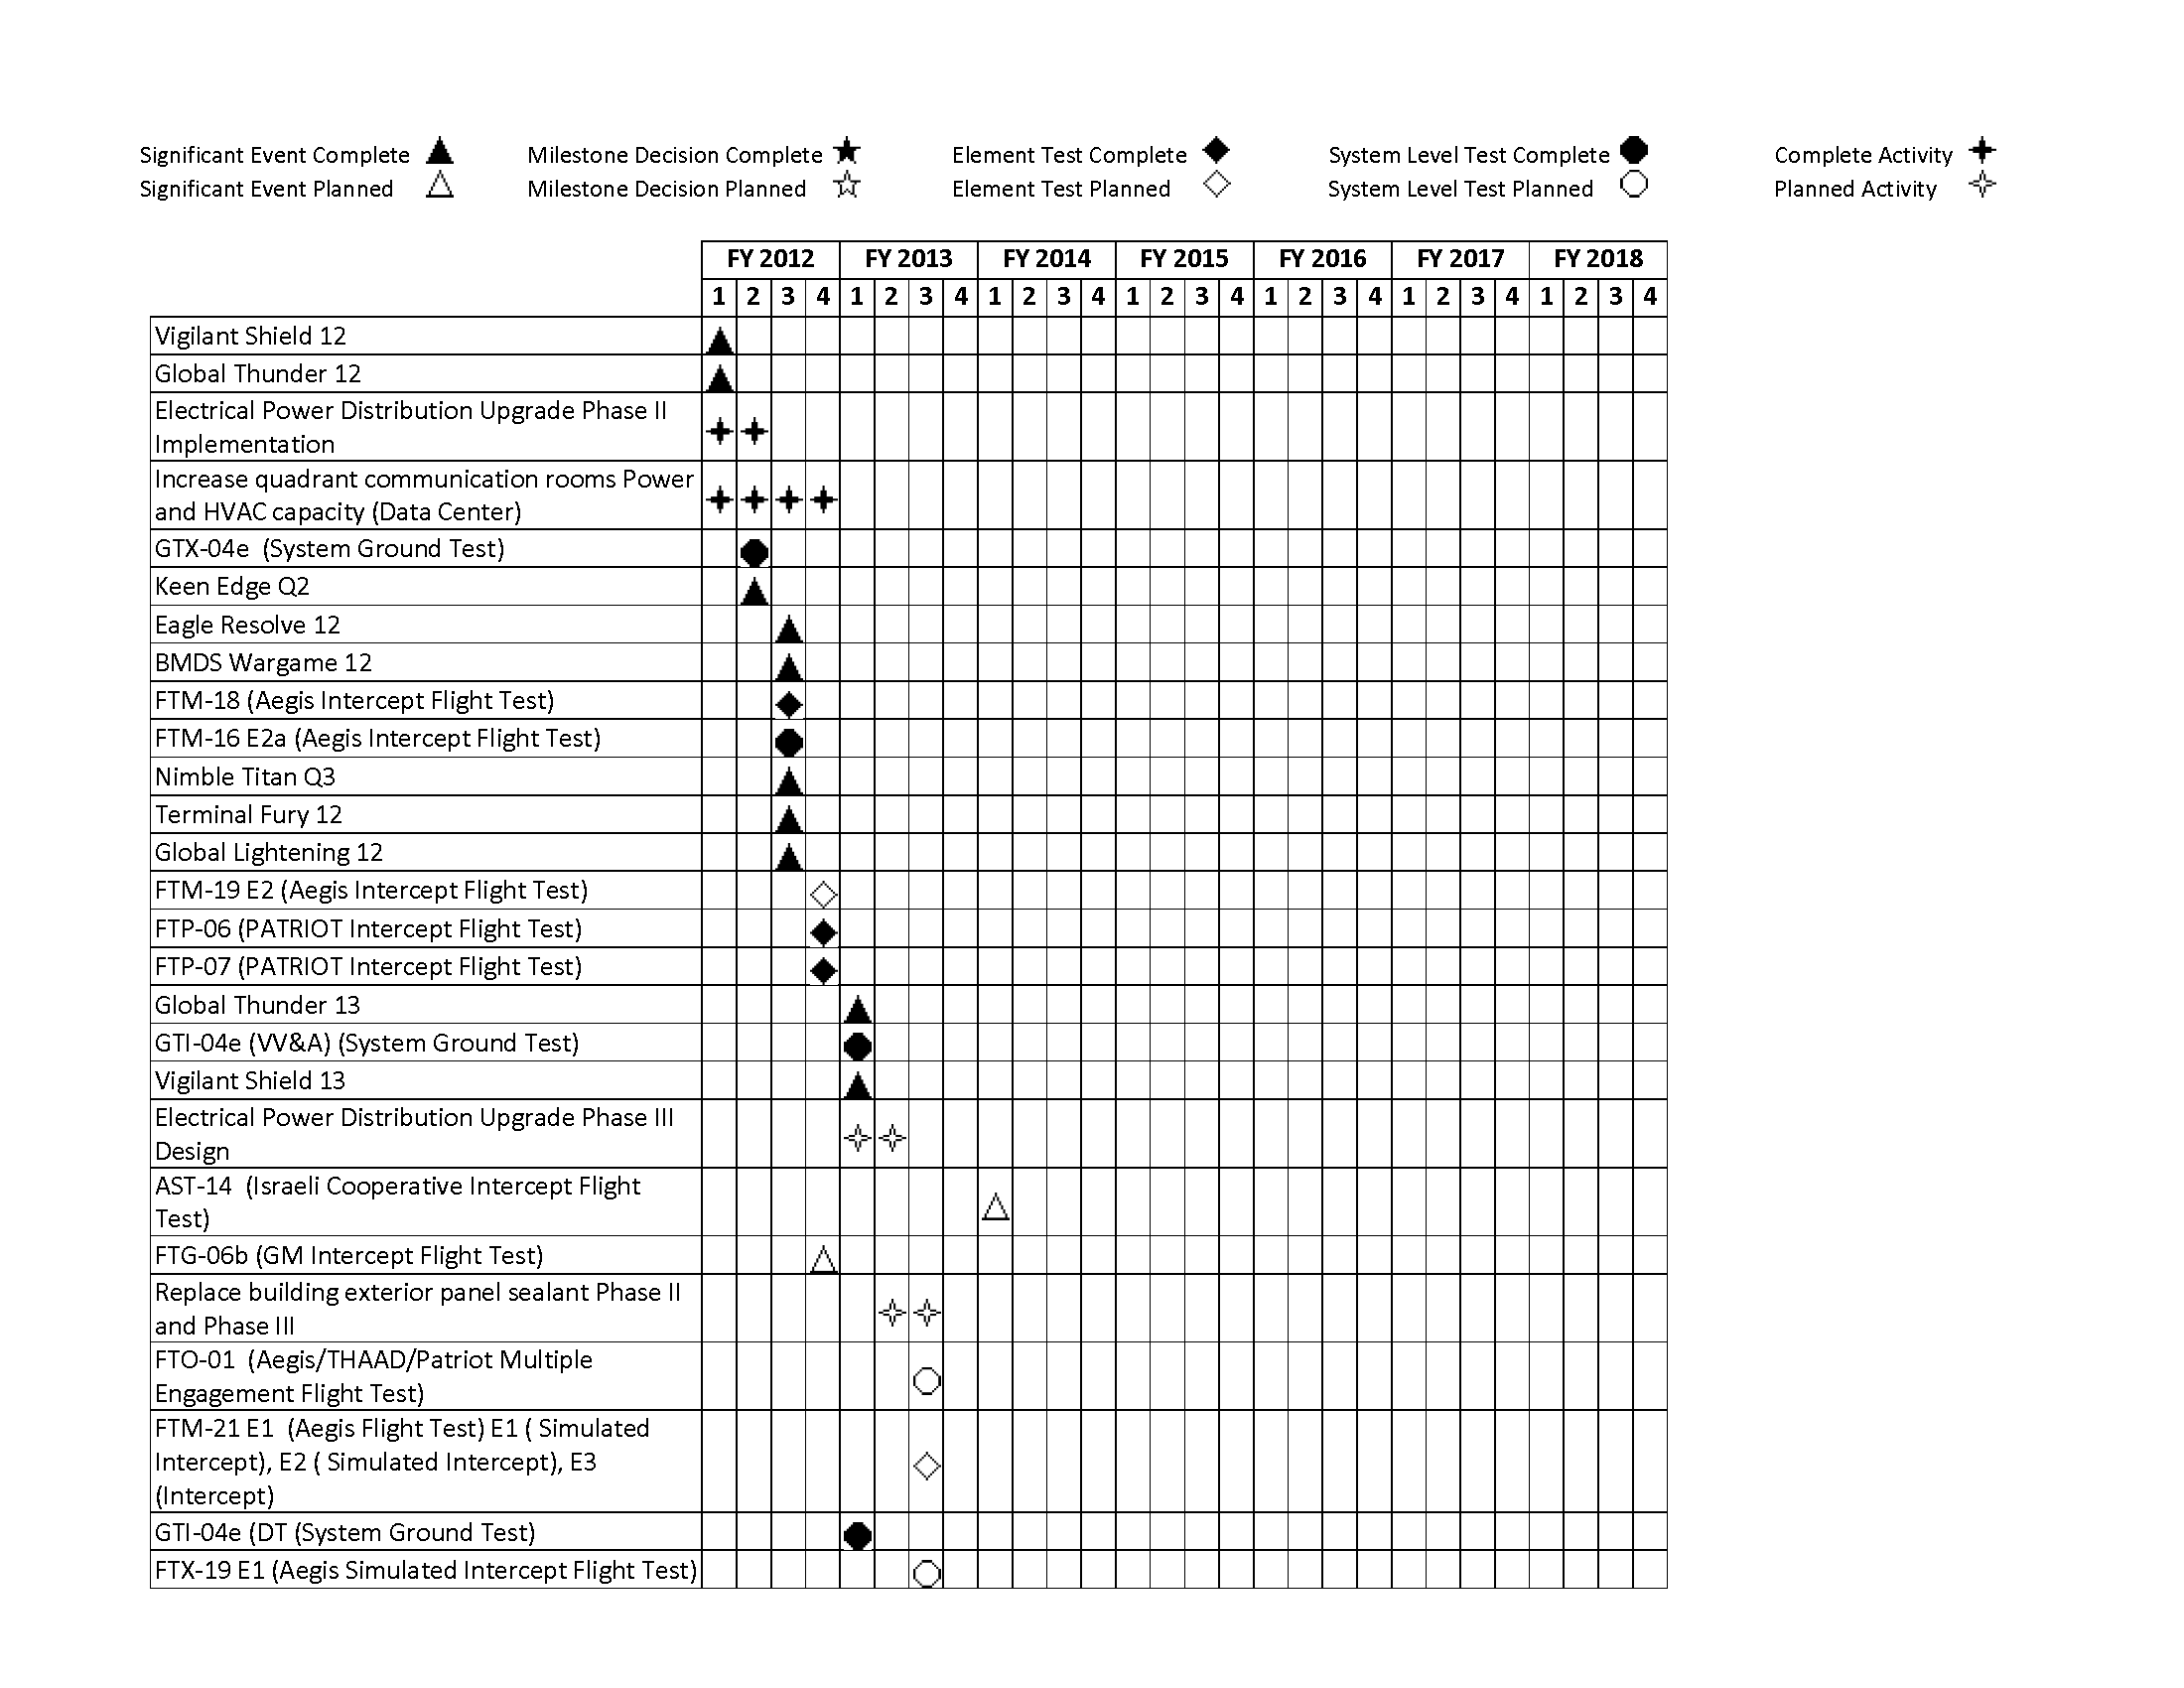 Significant Event Complete Milestone Decision Complete Element Test Complete System Level Test Complete Complete Activity
Significant Event Planned Milestone Decision Planned Element Test Planned System Level Test Planned Planned Activity
FY 2012 FY 2013 FY 2014 FY 2015 FY 2016 FY 2017 FY 2018
1 2 3 4 1 2 3 4 1 2 3 4 1 2 3 4 1 2 3 4 1 2 3 4 1 2 3 4
Vigilant Shield 12
Global Thunder 12
Electrical Power Distribution Upgrade Phase II
Implementation
Increase quadrant communication rooms Power
and HVAC capacity (Data Center)
GTX-04e (System Ground Test)
Keen Edge Q2
Eagle Resolve 12
BMDS Wargame 12
FTM-18 (Aegis Intercept Flight Test)
FTM-16 E2a (Aegis Intercept Flight Test)
Nimble Titan Q3
Terminal Fury 12
Global Lightening 12
FTM-19 E2 (Aegis Intercept Flight Test)
FTP-06 (PATRIOT Intercept Flight Test)
FTP-07 (PATRIOT Intercept Flight Test)
Global Thunder 13
GTI-04e (VV&A) (System Ground Test)
Vigilant Shield 13
Electrical Power Distribution Upgrade Phase III
Design
AST-14 (Israeli Cooperative Intercept Flight
Test)
FTG-06b (GM Intercept Flight Test)
Replace building exterior panel sealant Phase II
and Phase III
FTO-01 (Aegis/THAAD/Patriot Multiple
Engagement Flight Test)
FTM-21 E1 (Aegis Flight Test) E1 ( Simulated
Intercept), E2 ( Simulated Intercept), E3
(Intercept)
GTI-04e (DT (System Ground Test)
FTX-19 E1 (Aegis Simulated Intercept Flight Test)